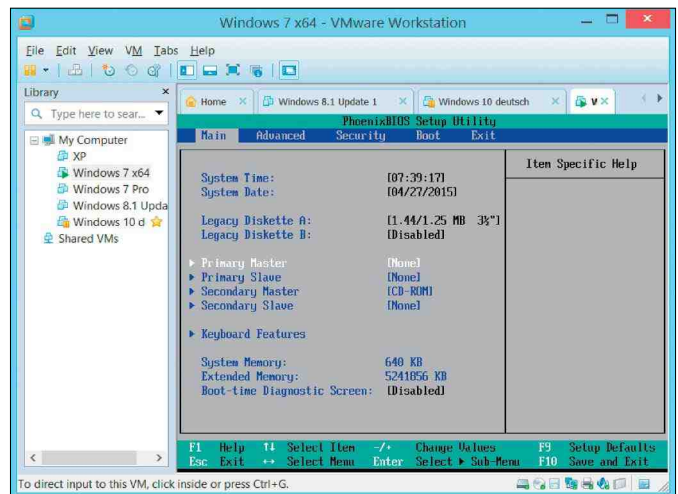 Windows 7 x64 - VMware Workstation
File Edit View VM Tabs Help
Library ×
Type here to sear...
My Computer
XP
Windows 7 x64
Windows 7 Pro
Windows 8.1 Upda
Windows 10 d
Shared VMs
Home × Windows 8.1 Update 1 × Windows 10 deutsch ×
PhoenixBIOS Setup Utility
Main Advanced Security Boot Exit
Item Specific Help
System Time: [07:39:17]
System Date: [04/27/2015]
Legacy Diskette A: [1.44/1.25 MB 3½"]
Legacy Diskette B: [Disabled]
Primary Master [None]
Primary Slave [None]
Secondary Master [CD-ROM]
Secondary Slave [None]
Keyboard Features
System Memory: 640 KB
Extended Memory: 5241856 KB
Boot-time Diagnostic Screen: [Disabled]
F1 Help ↑↓ Select Item -/+ Change Values F9 Setup Defaults
Esc Exit ↔ Select Menu Enter Select ▶ Sub-Menu F10 Save and Exit
To direct input to this VM, click inside or press Ctrl+G.